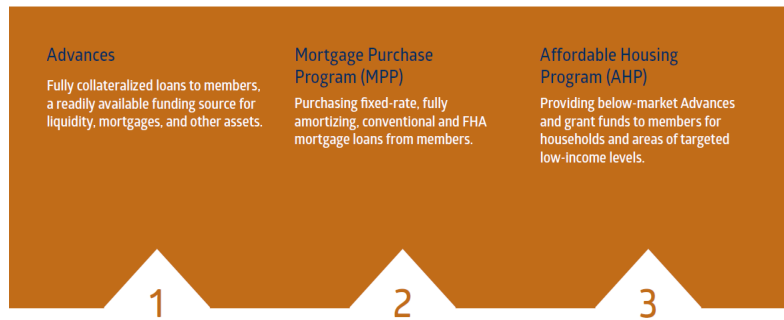 Advances
Fully collateralized loans to members,
a readily available funding source for
liquidity, mortgages, and other assets.
Mortgage Purchase
Program (MPP)
Purchasing fixed-rate, fully
amortizing, conventional and FHA
mortgage loans from members.
Affordable Housing
Program (AHP)
Providing below-market Advances
and grant funds to members for
households and areas of targeted
low-income levels.
1
2
3